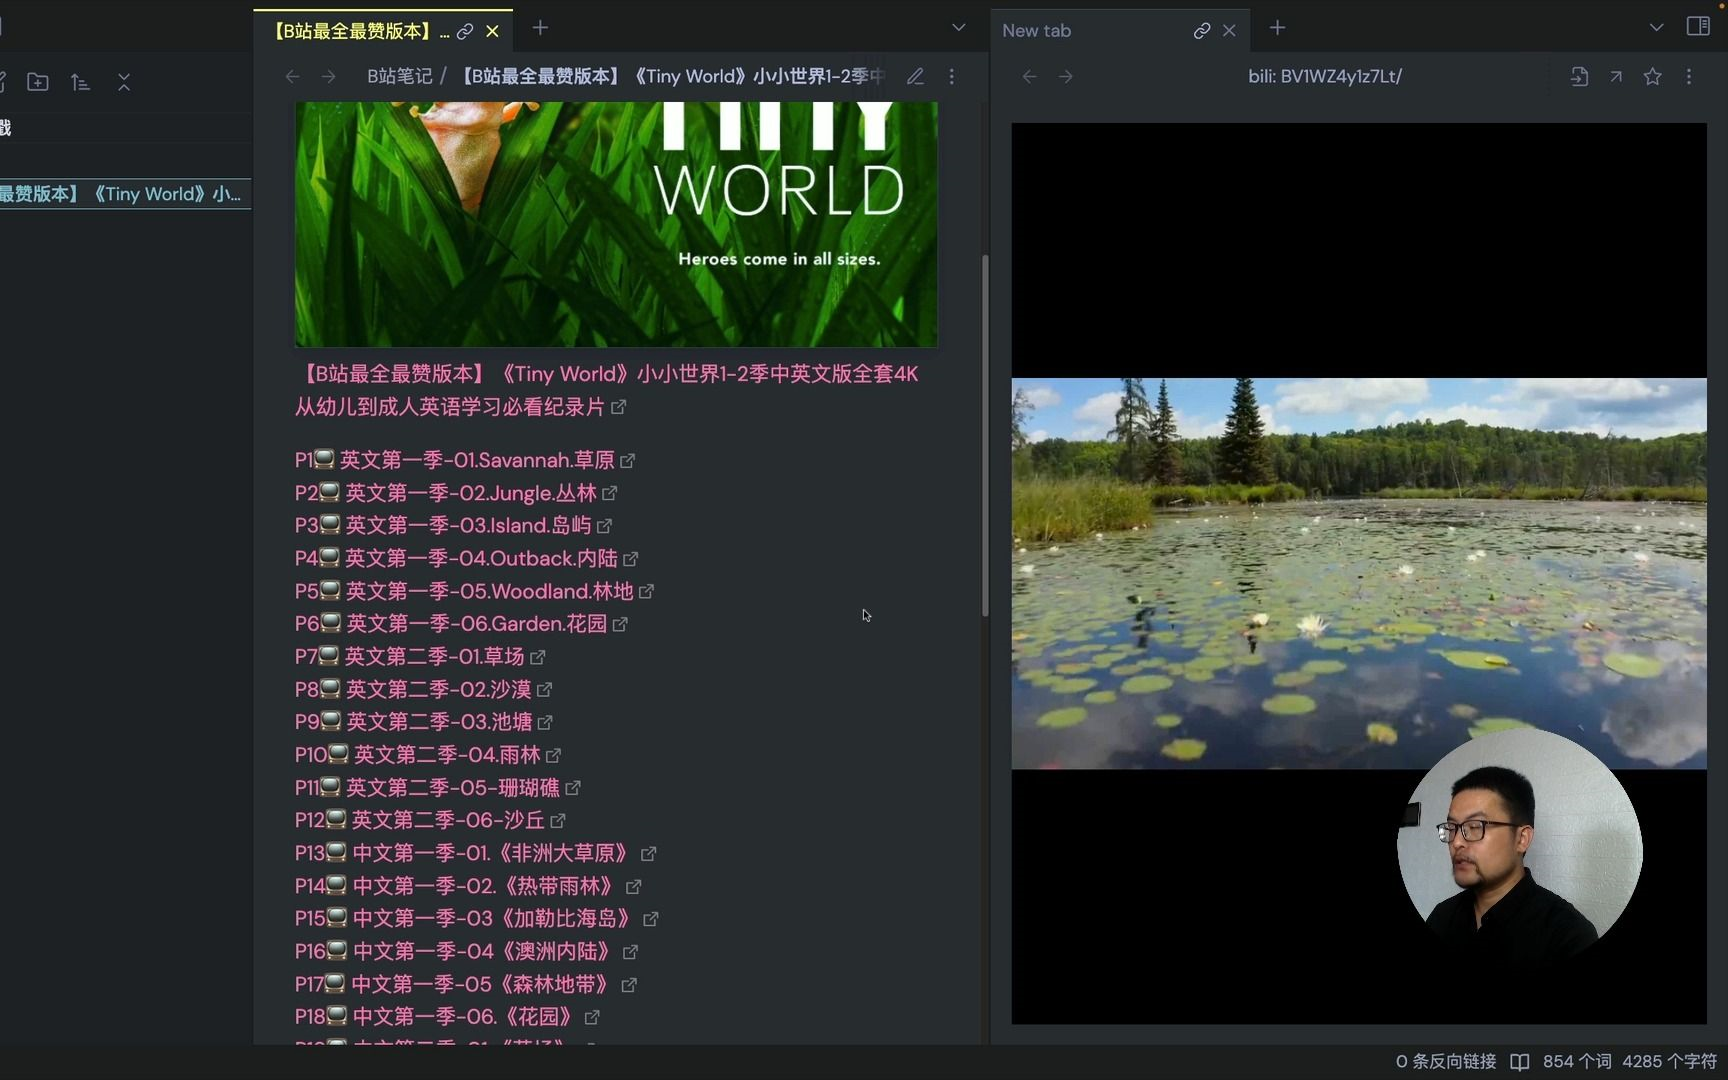 【B站最全最赞版本】 ...
New tab
B站笔记 / 【B站最全最赞版本】《Tiny World》小小世界1-2季中
bili: BV1WZ4y1z7Lt/
戳
最赞版本】《Tiny World》小...
TINY
WORLD
Heroes come in all sizes.
【B站最全最赞版本】《Tiny World》小小世界1-2季中英文版全套4K
从幼儿到成人英语学习必看纪录片
P1📺 英文第一季-01.Savannah.草原
P2📺 英文第一季-02.Jungle.丛林
P3📺 英文第一季-03.Island.岛屿
P4📺 英文第一季-04.Outback.内陆
P5📺 英文第一季-05.Woodland.林地
P6📺 英文第一季-06.Garden.花园
P7📺 英文第二季-01.草场
P8📺 英文第二季-02.沙漠
P9📺 英文第二季-03.池塘
P10📺 英文第二季-04.雨林
P11📺 英文第二季-05-珊瑚礁
P12📺 英文第二季-06-沙丘
P13📺 中文第一季-01.《非洲大草原》
P14📺 中文第一季-02.《热带雨林》
P15📺 中文第一季-03《加勒比海岛》
P16📺 中文第一季-04《澳洲内陆》
P17📺 中文第一季-05《森林地带》
P18📺 中文第一季-06.《花园》
0 条反向链接 854 个词 4285 个字符